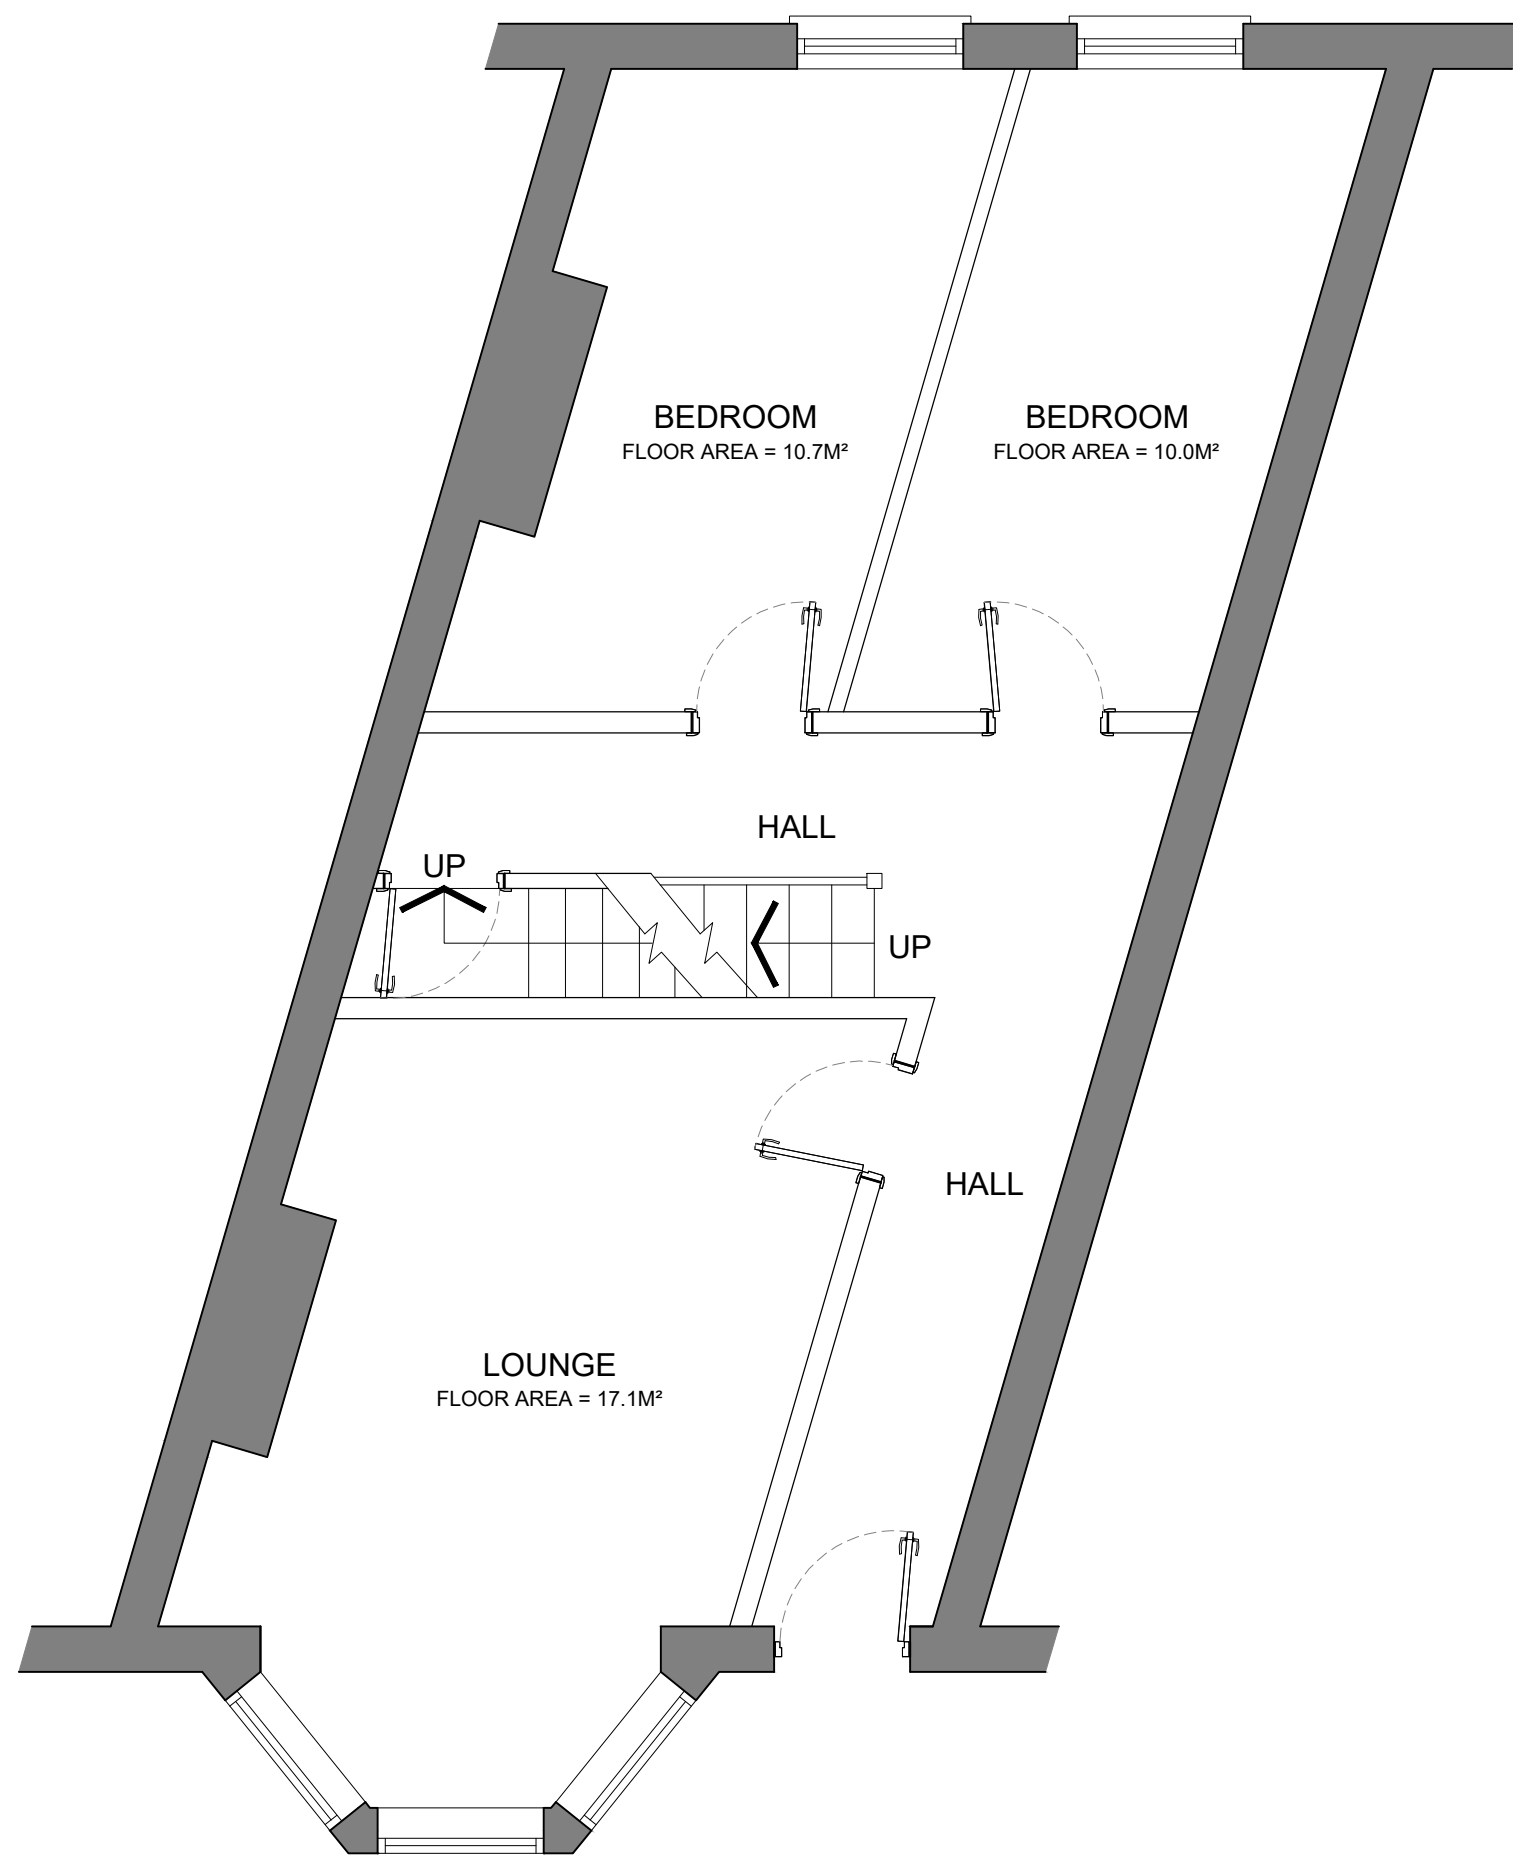 BEDROOM
FLOOR AREA = 10.7M²
BEDROOM
FLOOR AREA = 10.0M²
HALL
UP
UP
HALL
LOUNGE
FLOOR AREA = 17.1M²